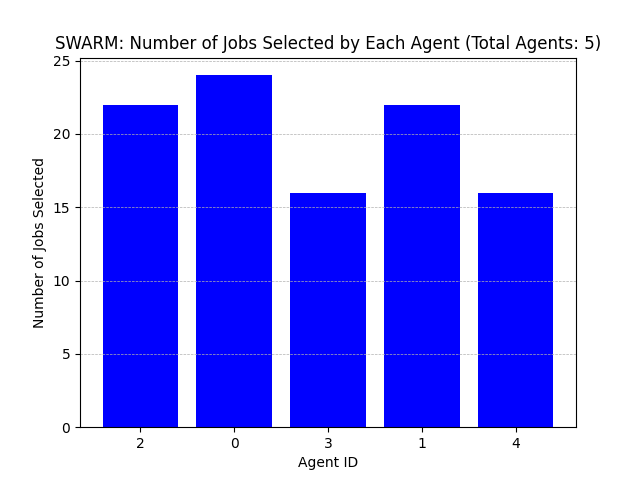 SWARM: Number of Jobs Selected by Each Agent (Total Agents: 5)
25
20
15
10
5
0
Number of Jobs Selected
2 0 3 1 4
Agent ID